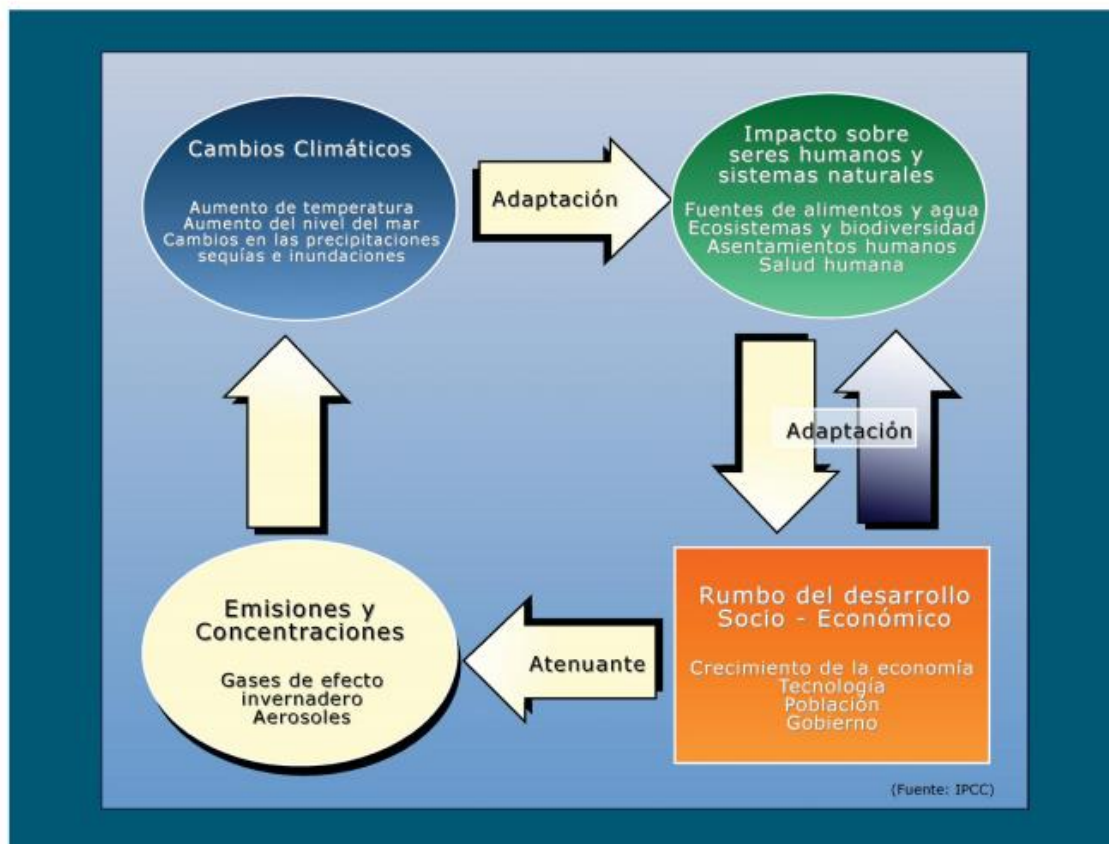 Cambios Climáticos
Aumento de temperatura
Aumento del nivel del mar
Cambios en las precipitaciones
sequías e inundaciones
Adaptación
Impacto sobre
seres humanos y
sistemas naturales
Fuentes de alimentos y agua
Ecosistemas y biodiversidad
Asentamientos humanos
Salud humana
Adaptación
Rumbo del desarrollo
Socio - Económico
Crecimiento de la economía
Tecnología
Población
Gobierno
Atenuante
Emisiones y
Concentraciones
Gases de efecto
invernadero
Aerosoles
(Fuente: IPCC)